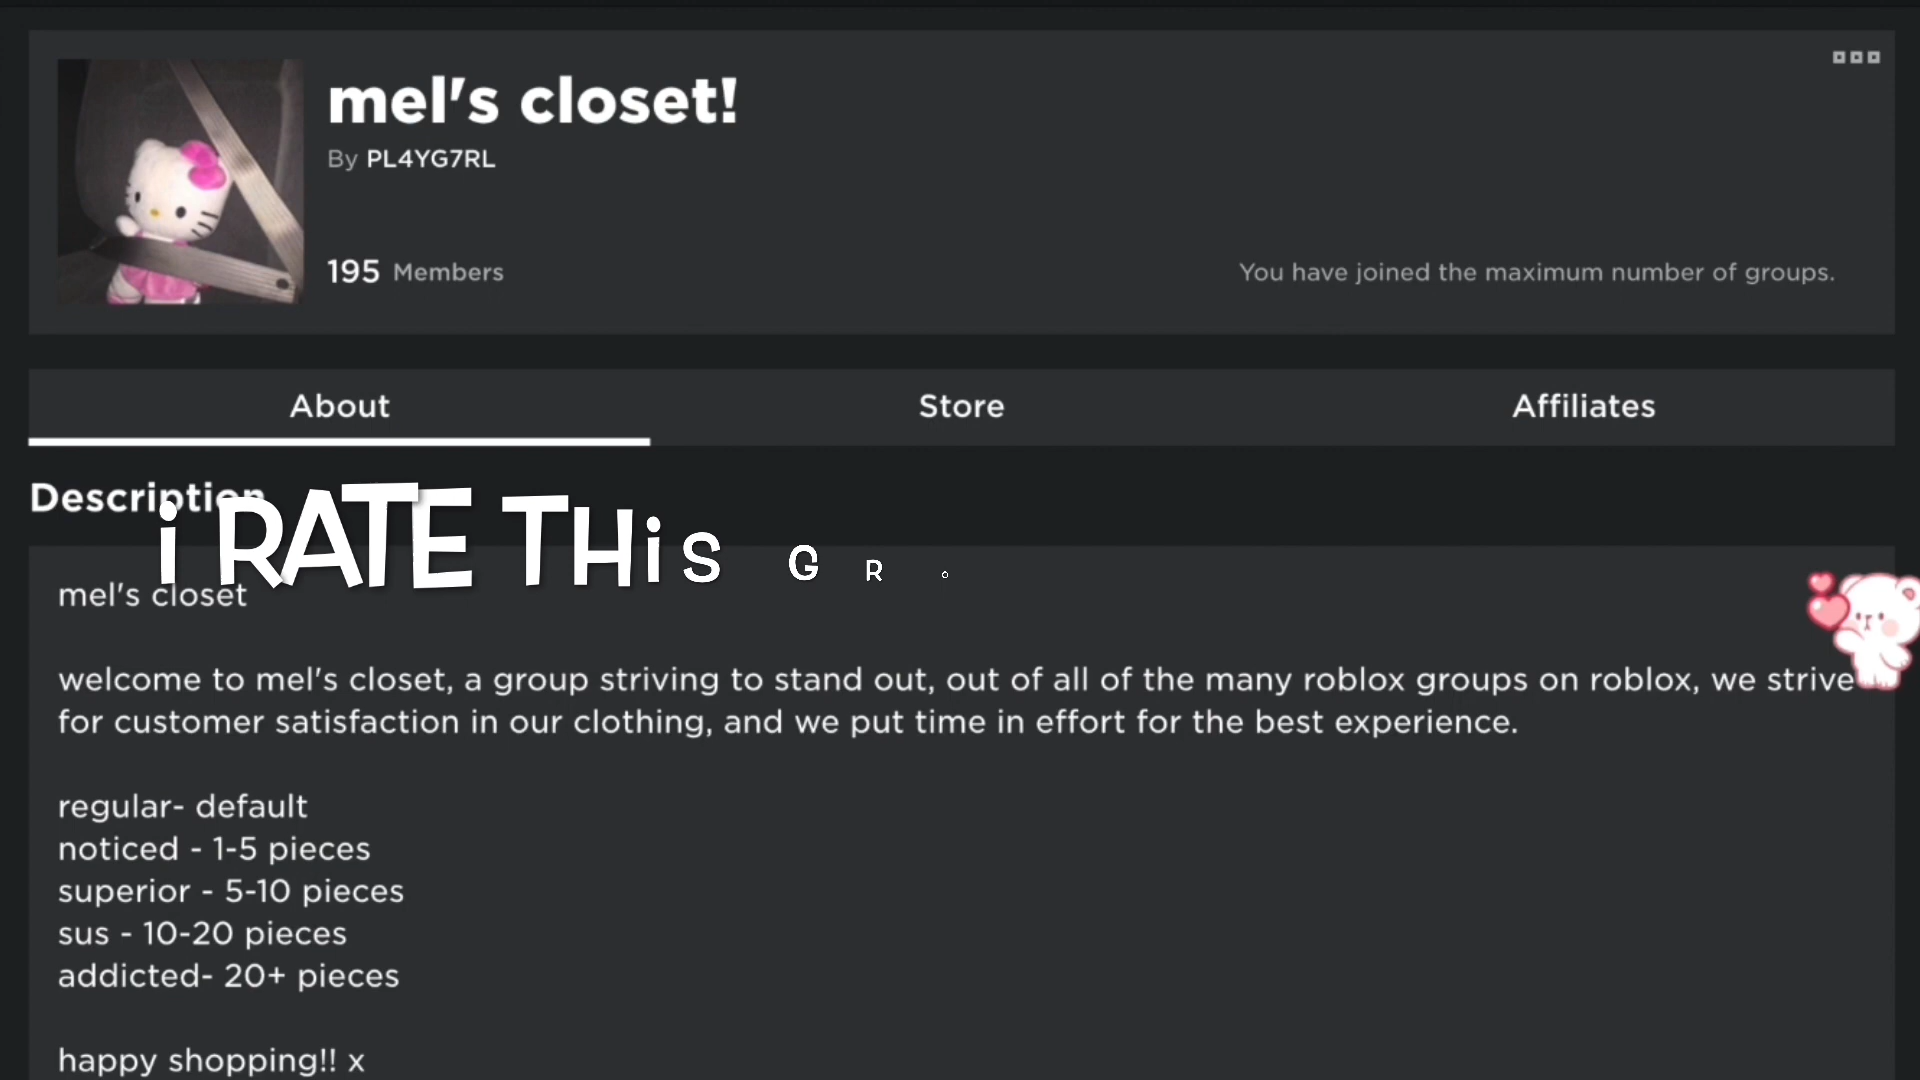 mel's closet!
By PL4YG7RL
195 Members
You have joined the maximum number of groups.
About
Store
Affiliates
Description
i RATE THiS GRo
mel's closet
welcome to mel's closet, a group striving to stand out, out of all of the many roblox groups on roblox, we strive
for customer satisfaction in our clothing, and we put time in effort for the best experience.
regular- default
noticed - 1-5 pieces
superior - 5-10 pieces
sus - 10-20 pieces
addicted- 20+ pieces
happy shopping!! x